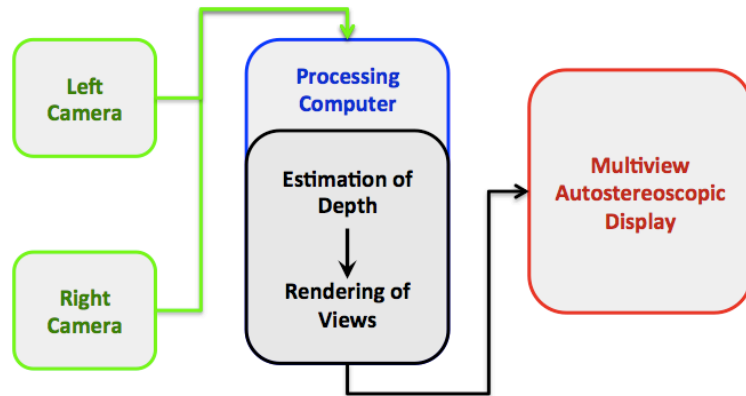 Left
Camera
Right
Camera
Processing
Computer
Estimation of
Depth
Rendering of
Views
Multiview
Autostereoscopic
Display